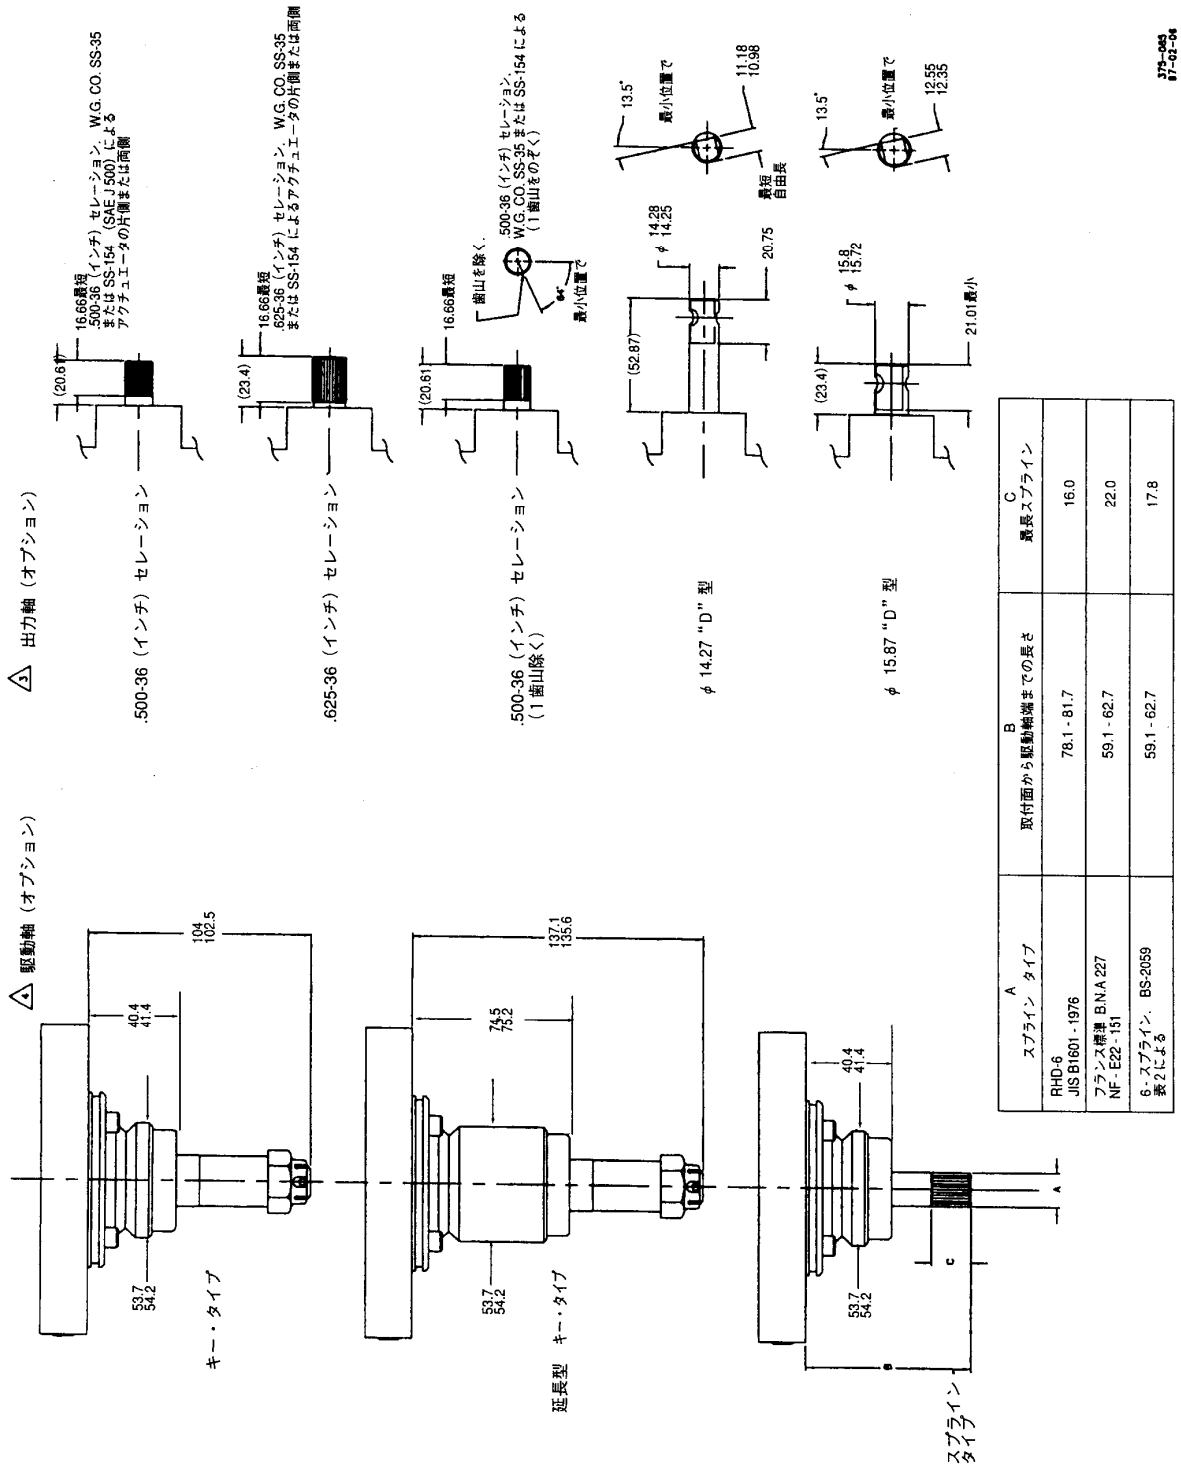 △3 出力軸 (オプション)
.500-36 (インチ) セレーション
(20.61)
16.66最短
.500-36 (インチ) セレーション、W.G. CO. SS-35
または SS-154 (SAE J 500) による
アクチュエータの片側または両側
.625-36 (インチ) セレーション
(23.4)
16.66最短
.625-36 (インチ) セレーション、W.G. CO. SS-35
または SS-154 によるアクチュエータの片側または両側
.500-36 (インチ) セレーション
(1 歯山除く)
(20.61)
16.66最短
歯山を除く.
64°
最小位置で
.500-36 (インチ) セレーション、
W.G. CO. SS-35 または SS-154 による
(1 歯山をのぞく)
φ 14.27 “D” 型
(52.87)
φ 14.28
14.25
20.75
13.5°
最小位置で
11.18
10.98
最短
自由長
φ 15.87 “D” 型
(23.4)
φ 15.8
15.72
21.01最小
13.5°
最小位置で
12.55
12.35
△4 駆動軸 (オプション)
104
102.5
40.4
41.4
53.7
54.2
キー・タイプ
137.1
135.6
74.5
75.2
53.7
54.2
延長型 キー・タイプ
40.4
41.4
53.7
54.2
A
B
C
スプライン
タイプ
A
スプライン タイプ
B
取付面から駆動軸端までの長さ
C
最長スプライン
RHD-6
JIS B1601 - 1976
78.1 - 81.7
16.0
フランス標準 B.N.A 227
NF - E22 - 151
59.1 - 62.7
22.0
6 - スプライン、BS-2059
表 2 による
59.1 - 62.7
17.8
375-085
87-02-06